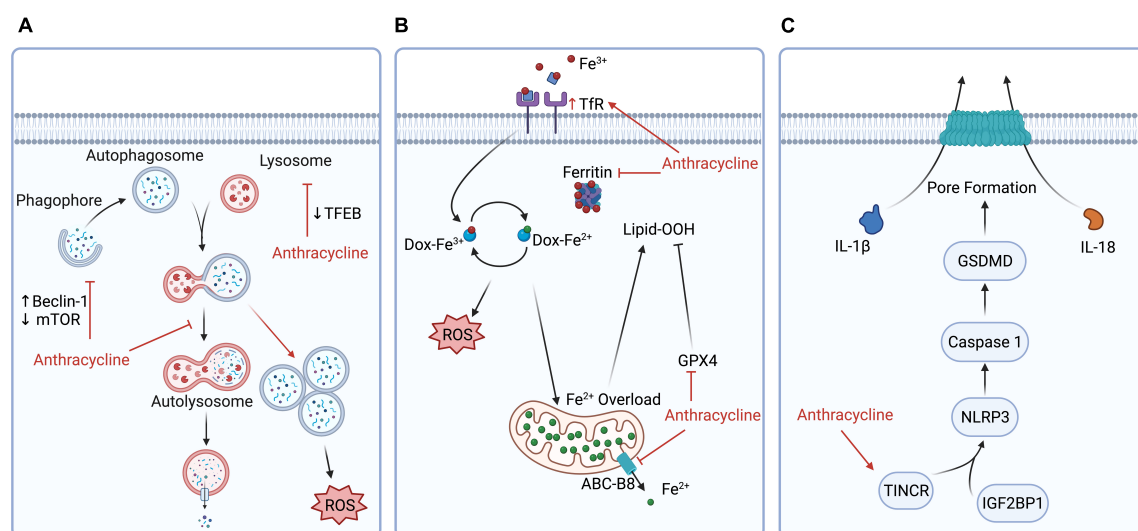 A
Autophagosome
Lysosome
Phagophore
↓ TFEB
Anthracycline
↑ Beclin-1
↓ mTOR
Anthracycline
Autolysosome
ROS
B
Fe³⁺
↑ TfR
Anthracycline
Ferritin
Dox-Fe³⁺
Dox-Fe²⁺
Lipid-OOH
ROS
GPX4
Fe²⁺ Overload
Anthracycline
ABC-B8
Fe²⁺
C
Pore Formation
IL-1β
IL-18
GSDMD
Caspase 1
NLRP3
Anthracycline
TINCR
IGF2BP1